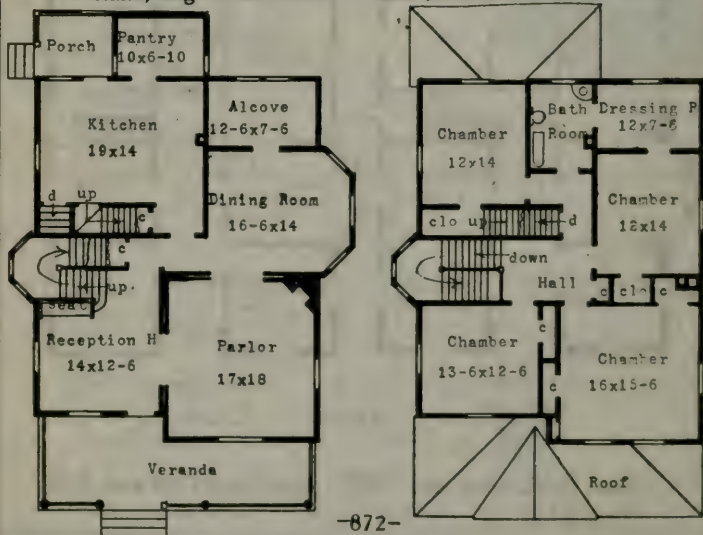 Porch
Pantry
10x6-10
Kitchen
19x14
Alcove
12-6x7-6
Dining Room
16-6x14
d
up
c
c
up.
seat
Reception H
14x12-6
Parlor
17x18
Veranda
Chamber
12x14
Bath
Room
Dressing P
12x7-6
Chamber
12x14
clo up
d
down
Hall
c
clo
c
Chamber
13-6x12-6
c
c
Chamber
16x15-6
Roof
-872-